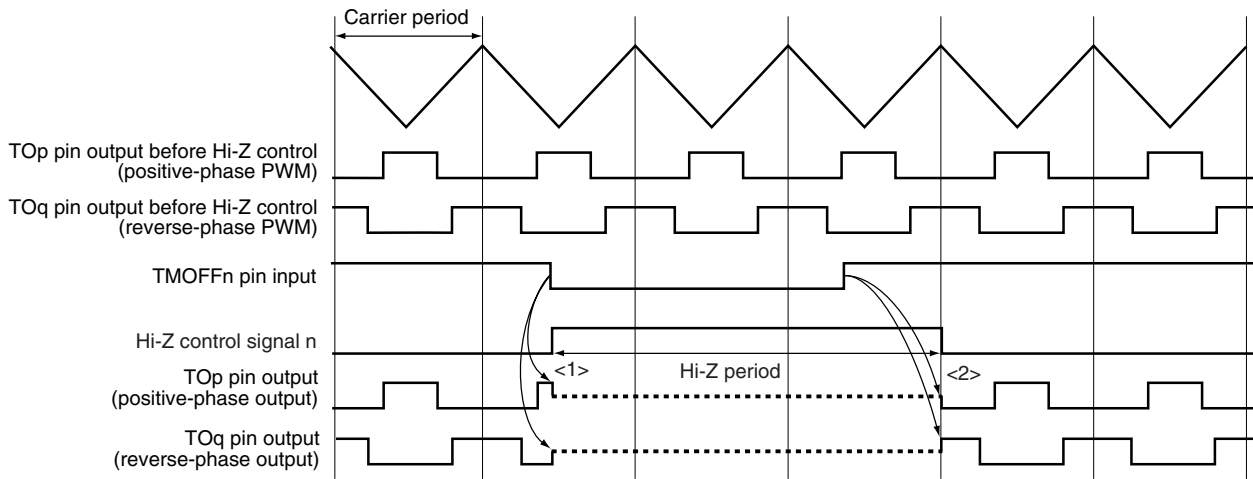 Carrier period
TOp pin output before Hi-Z control
(positive-phase PWM)
TOq pin output before Hi-Z control
(reverse-phase PWM)
TMOFFn pin input
Hi-Z control signal n
<1>
Hi-Z period
<2>
TOp pin output
(positive-phase output)
TOq pin output
(reverse-phase output)